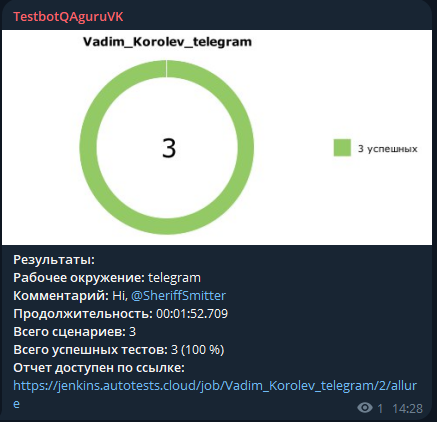 TestbotQAguruVK
Vadim_Korolev_telegram
3
3 успешных
Результаты:
Рабочее окружение: telegram
Комментарий: Hi, @SheriffSmitter
Продолжительность: 00:01:52.709
Всего сценариев: 3
Всего успешных тестов: 3 (100 %)
Отчет доступен по ссылке:
https://jenkins.autotests.cloud/job/Vadim_Korolev_telegram/2/allur
e
1 14:28